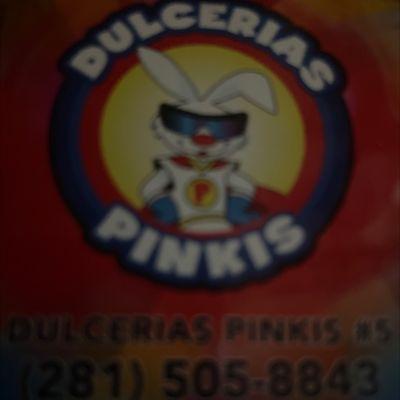 DULCERIAS
P
PINKIS
DULCERIAS PINKIS #5
(281) 505-8843